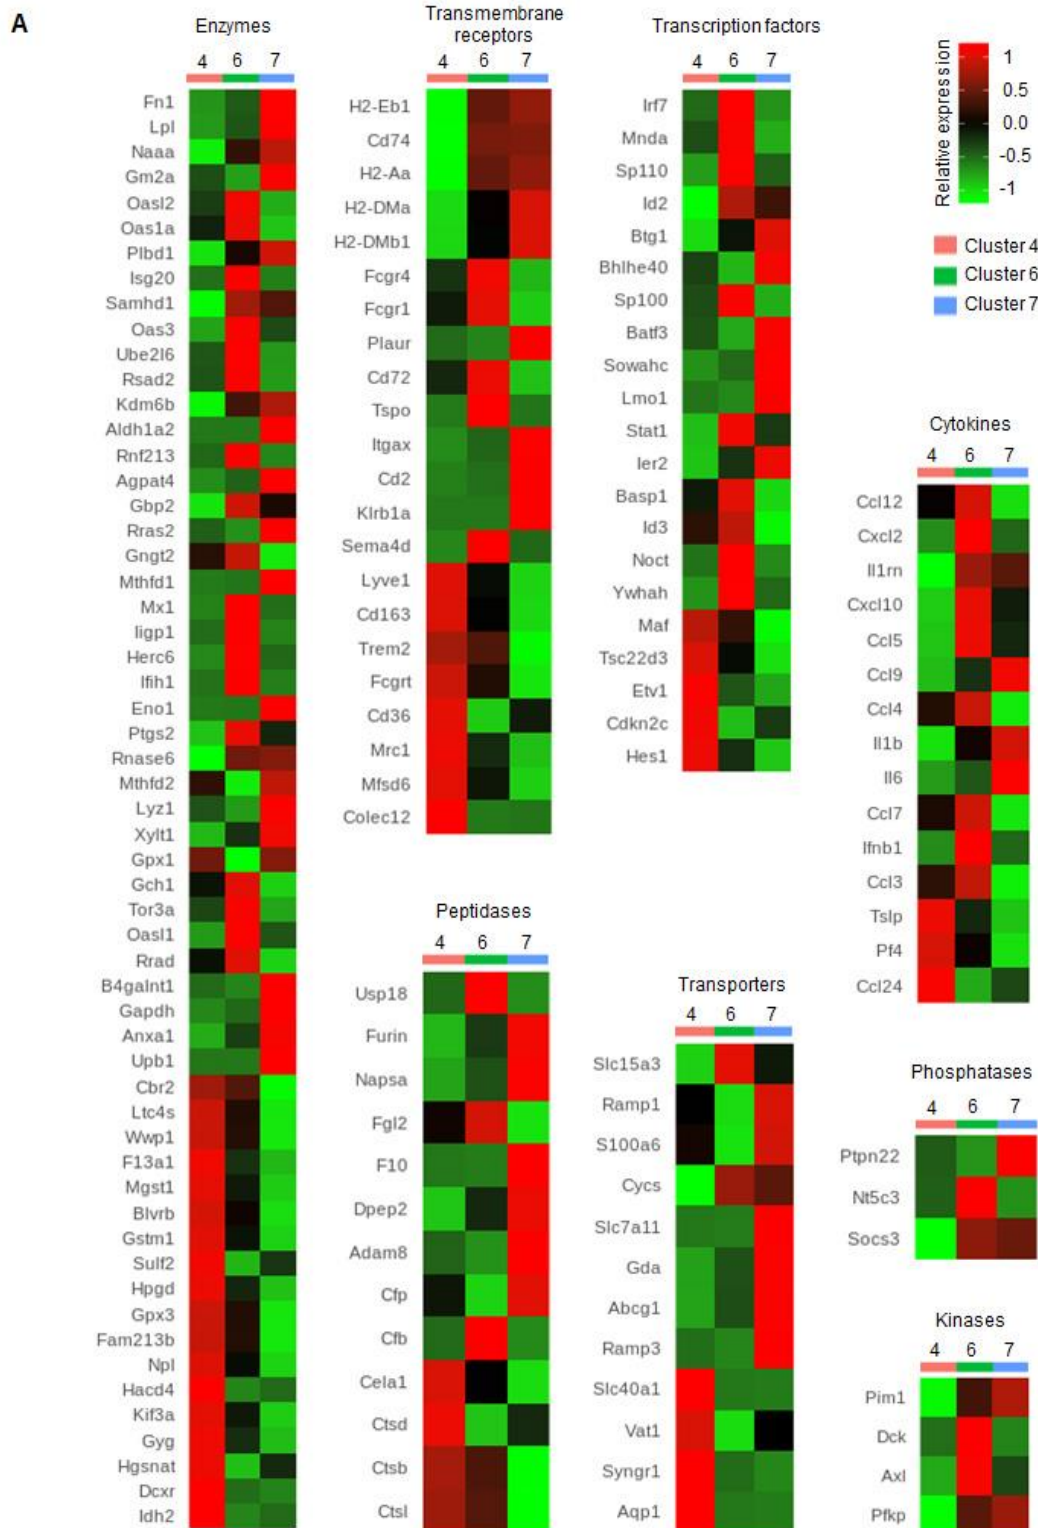 A
Enzymes
4 6 7
Fn1
Lpl
Naaa
Gm2a
Oasl2
Oas1a
Plbd1
Isg20
Samhd1
Oas3
Ube2l6
Rsad2
Kdm6b
Aldh1a2
Rnf213
Agpat4
Gbp2
Rras2
Gngt2
Mthfd1
Mx1
Iigp1
Herc6
Ifih1
Eno1
Ptgs2
Rnase6
Mthfd2
Lyz1
Xylt1
Gpx1
Gch1
Tor3a
Oasl1
Rrad
B4galnt1
Gapdh
Anxa1
Upb1
Cbr2
Ltc4s
Wwp1
F13a1
Mgst1
Blvrb
Gstm1
Sulf2
Hpgd
Gpx3
Fam213b
Npl
Hacd4
Kif3a
Gyg
Hgsnat
Dcxr
Idh2
Transmembrane
receptors
4 6 7
H2-Eb1
Cd74
H2-Aa
H2-DMa
H2-DMb1
Fcgr4
Fcgr1
Plaur
Cd72
Tspo
Itgax
Cd2
Klrb1a
Sema4d
Lyve1
Cd163
Trem2
Fcgrt
Cd36
Mrc1
Mfsd6
Colec12
Peptidases
4 6 7
Usp18
Furin
Napsa
Fgl2
F10
Dpep2
Adam8
Cfp
Cfb
Cela1
Ctsd
Ctsb
Ctsl
Transcription factors
4 6 7
Irf7
Mnda
Sp110
Id2
Btg1
Bhlhe40
Sp100
Batf3
Sowahc
Lmo1
Stat1
Ier2
Basp1
Id3
Noct
Ywhah
Maf
Tsc22d3
Etv1
Cdkn2c
Hes1
Transporters
4 6 7
Slc15a3
Ramp1
S100a6
Cycs
Slc7a11
Gda
Abcg1
Ramp3
Slc40a1
Vat1
Syngr1
Aqp1
Relative expression
1
0.5
0.0
-0.5
-1
Cluster 4
Cluster 6
Cluster 7
Cytokines
4 6 7
Ccl12
Cxcl2
Il1rn
Cxcl10
Ccl5
Ccl9
Ccl4
Il1b
Il6
Ccl7
Ifnb1
Ccl3
Tslp
Pf4
Ccl24
Phosphatases
4 6 7
Ptpn22
Nt5c3
Socs3
Kinases
4 6 7
Pim1
Dck
Axl
Pfkp